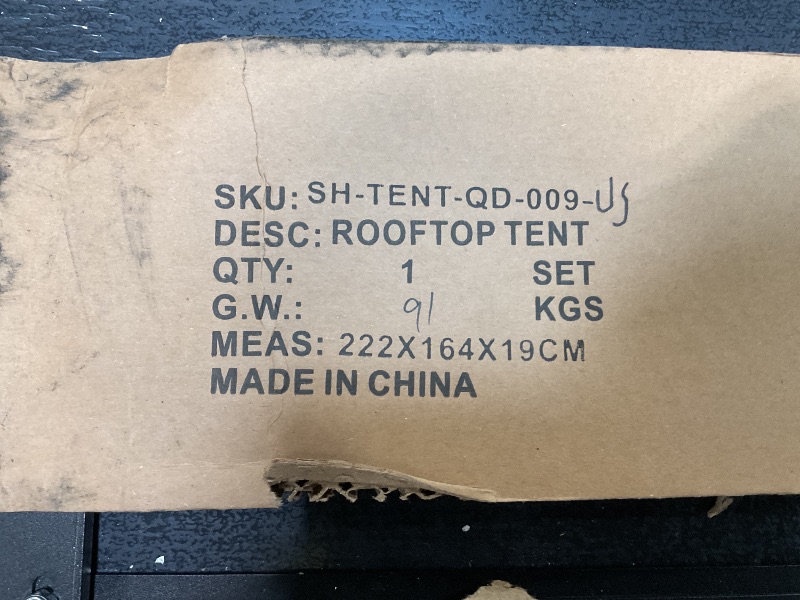 SKU: SH-TENT-QD-009-US
DESC: ROOFTOP TENT
QTY: 1 SET
G.W.: 91 KGS
MEAS: 222X164X19CM
MADE IN CHINA